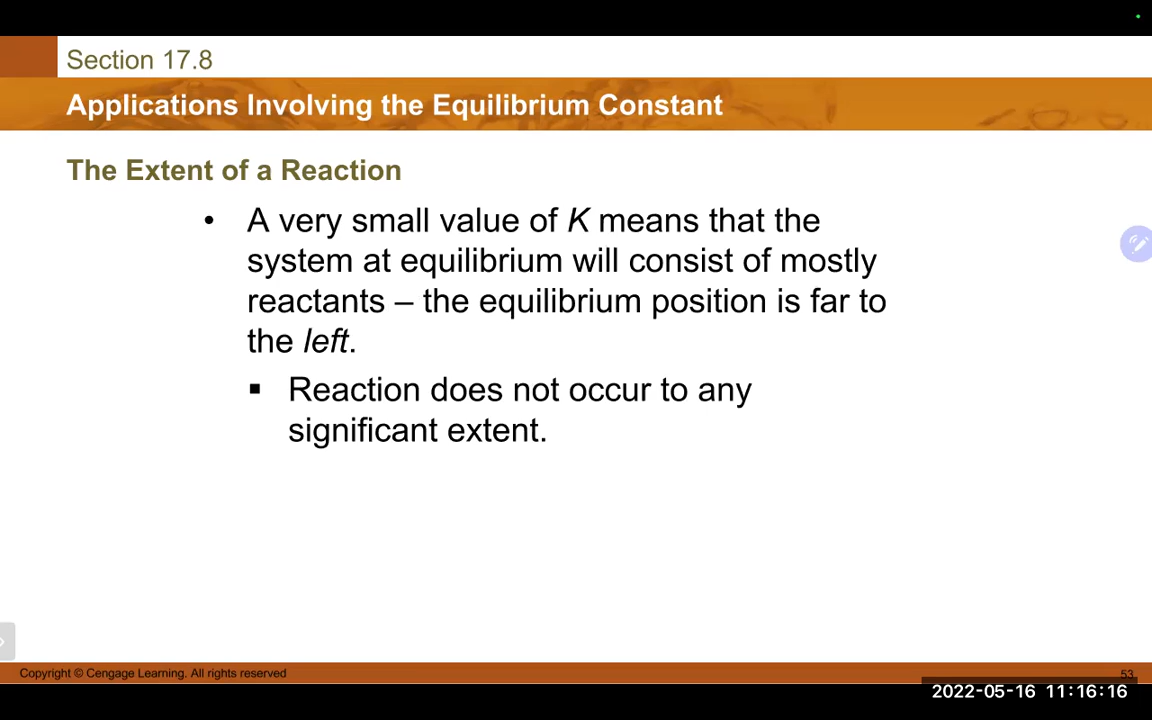 Section 17.8
Applications Involving the Equilibrium Constant
The Extent of a Reaction
• A very small value of K means that the
system at equilibrium will consist of mostly
reactants – the equilibrium position is far to
the left.
▪ Reaction does not occur to any
significant extent.
Copyright © Cengage Learning. All rights reserved
53
2022-05-16 11:16:16